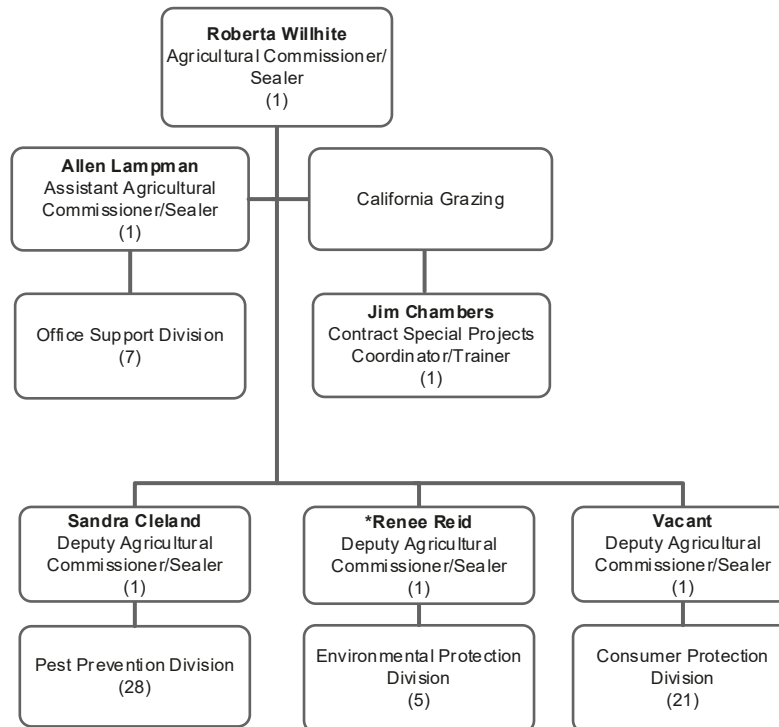 Roberta Willhite
Agricultural Commissioner/
Sealer
(1)
Allen Lampman
Assistant Agricultural
Commissioner/Sealer
(1)
California Grazing
Office Support Division
(7)
Jim Chambers
Contract Special Projects
Coordinator/Trainer
(1)
Sandra Cleland
Deputy Agricultural
Commissioner/Sealer
(1)
*Renee Reid
Deputy Agricultural
Commissioner/Sealer
(1)
Vacant
Deputy Agricultural
Commissioner/Sealer
(1)
Pest Prevention Division
(28)
Environmental Protection
Division
(5)
Consumer Protection
Division
(21)